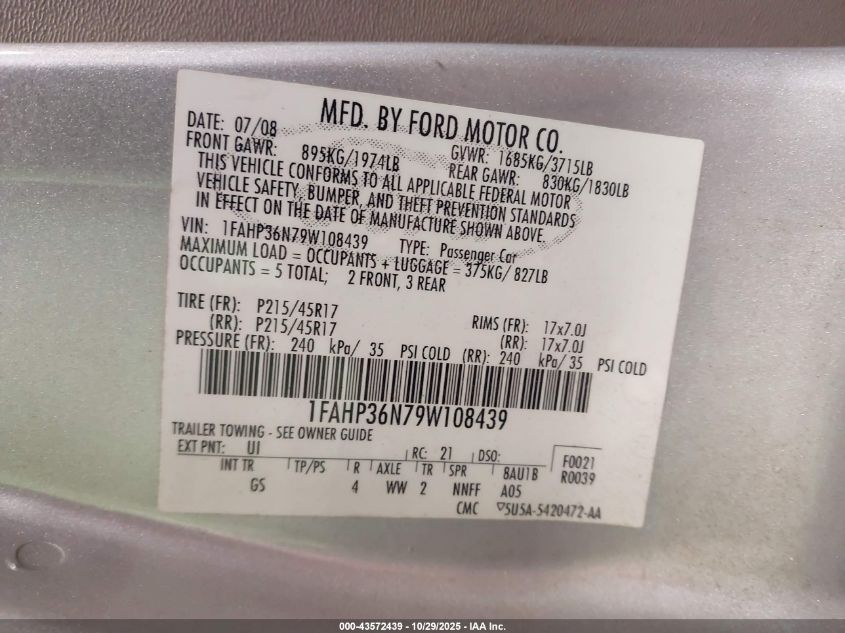 MFD. BY FORD MOTOR CO.
DATE: 07/08 GVWR: 1685KG/3715LB
FRONT GAWR: 895KG/1974LB REAR GAWR: 830KG/1830LB
THIS VEHICLE CONFORMS TO ALL APPLICABLE FEDERAL MOTOR
VEHICLE SAFETY, BUMPER, AND THEFT PREVENTION STANDARDS
IN EFFECT ON THE DATE OF MANUFACTURE SHOWN ABOVE.
VIN: 1FAHP36N79W108439 TYPE: Passenger Car
MAXIMUM LOAD = OCCUPANTS + LUGGAGE = 375KG/ 827LB
OCCUPANTS = 5 TOTAL; 2 FRONT, 3 REAR
TIRE (FR): P215/45R17 RIMS (FR): 17x7.0J
(RR): P215/45R17 (RR): 17x7.0J
PRESSURE (FR): 240 kPa/ 35 PSI COLD (RR): 240 kPa/ 35 PSI COLD
1FAHP36N79W108439
TRAILER TOWING - SEE OWNER GUIDE
EXT PNT: UI RC: 21 DSO: F0021
INT TR TP/PS R AXLE TR SPR 8AU1B R0039
GS 4 WW 2 NNFF A05
CMC 5U5A-5420472-AA
000-43572439 - 10/29/2025 - IAA Inc.